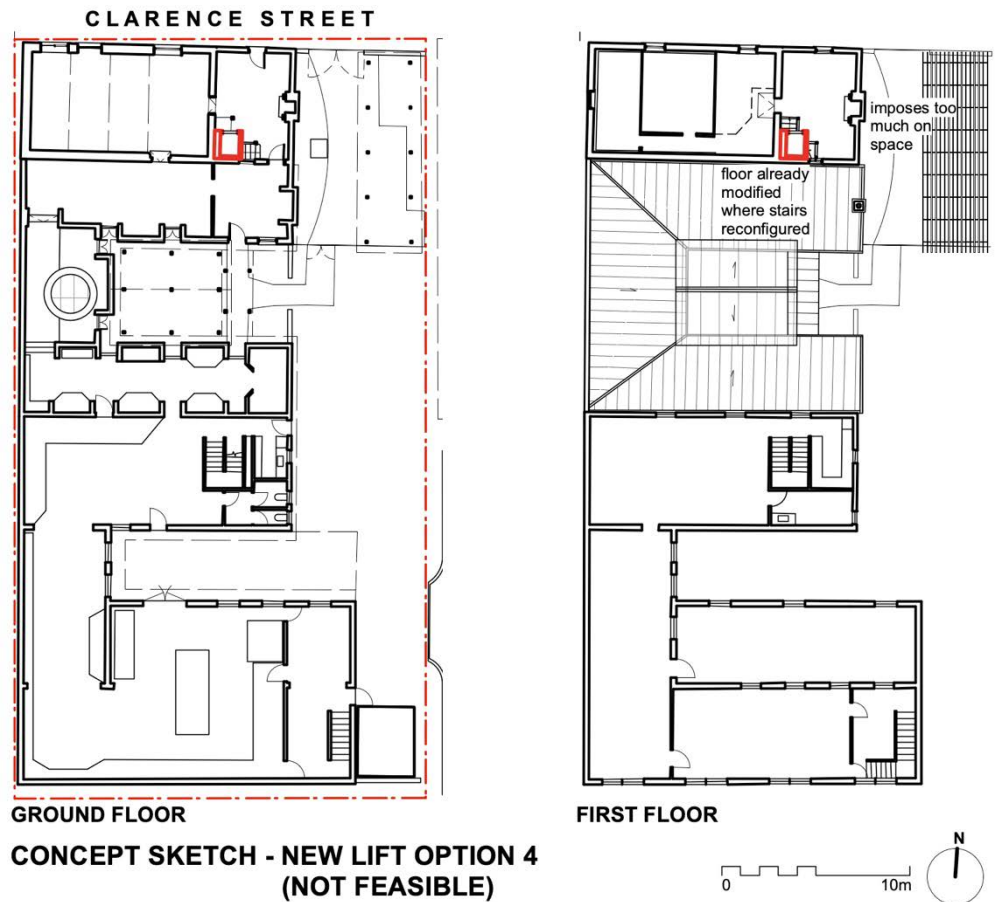 CLARENCE STREET
imposes too
much on
space
floor already
modified
where stairs
reconfigured
GROUND FLOOR
FIRST FLOOR
CONCEPT SKETCH - NEW LIFT OPTION 4
(NOT FEASIBLE)
0 10m
N